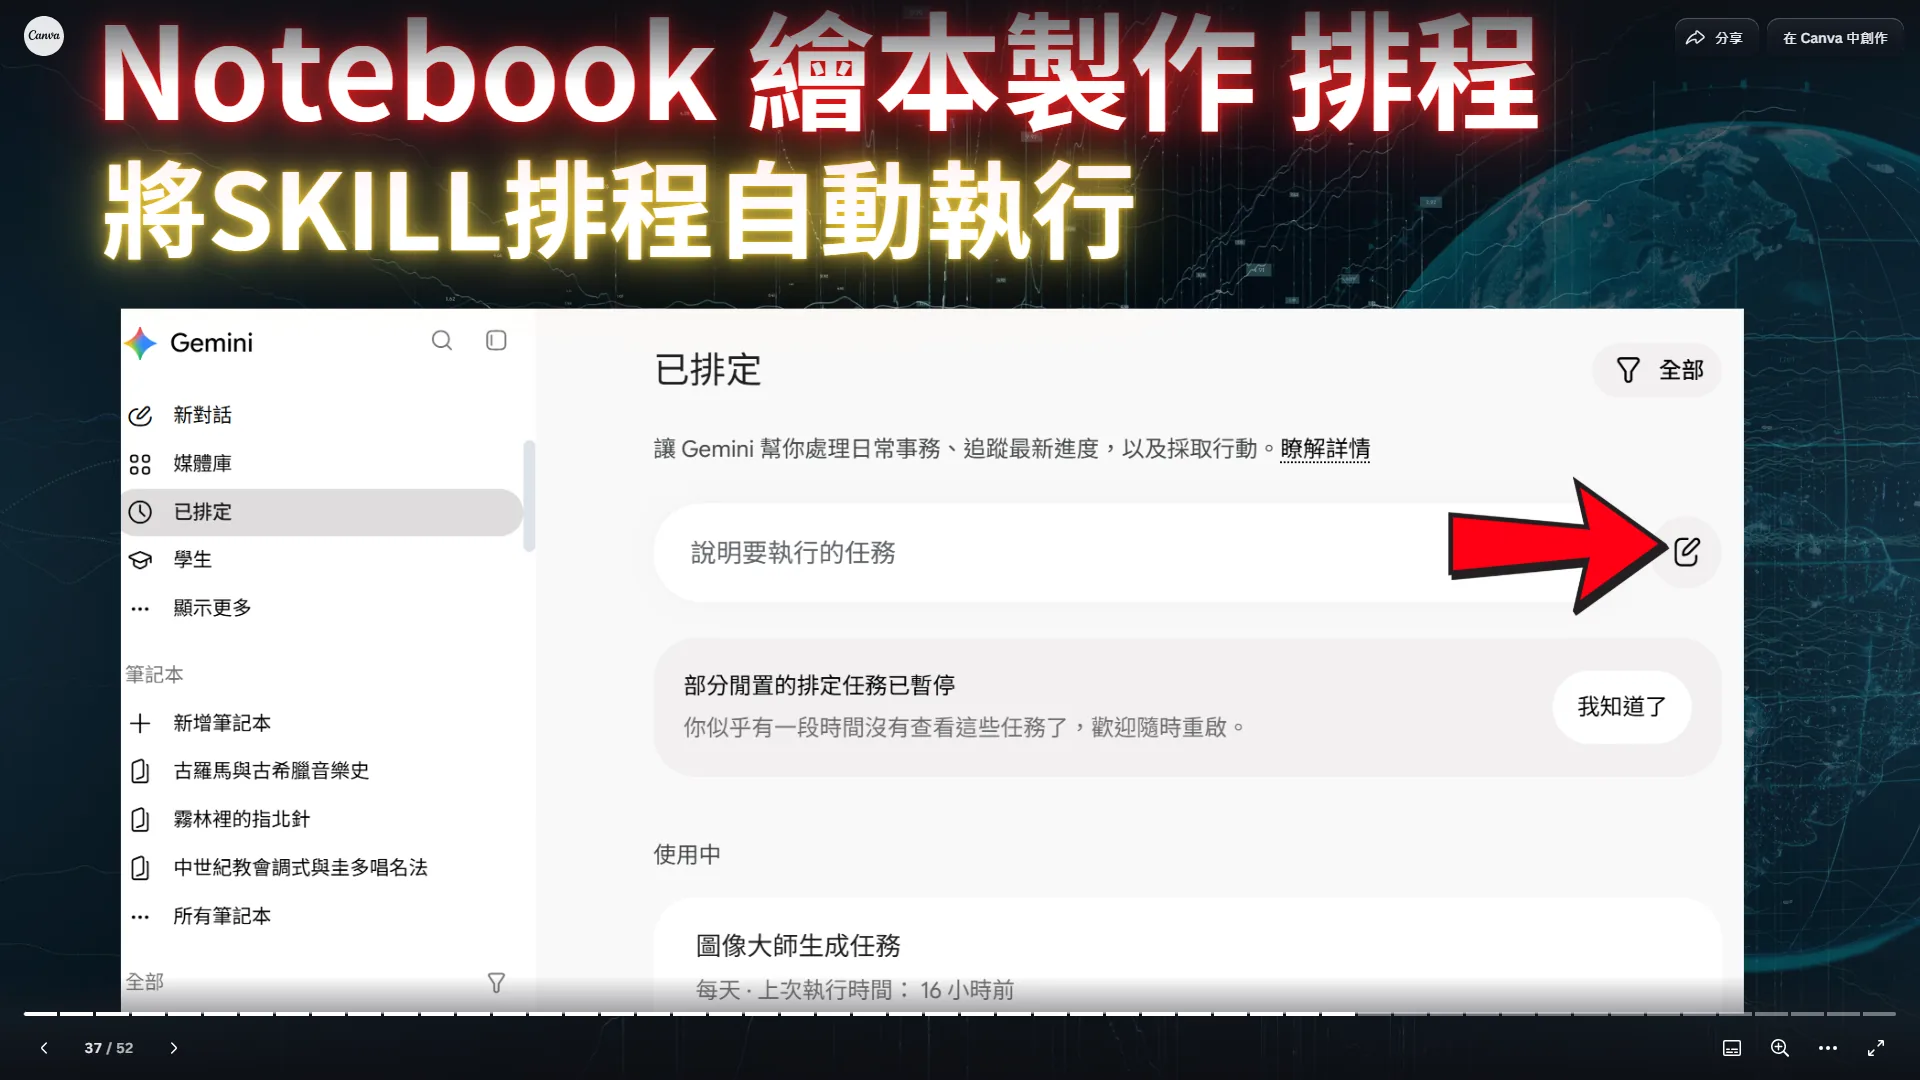 Canva
Notebook 繪本製作 排程
分享
在 Canva 中創作
將SKILL排程自動執行
Gemini
新對話
媒體庫
已排定
學生
顯示更多
筆記本
新增筆記本
古羅馬與古希臘音樂史
霧林裡的指北針
中世紀教會調式與圭多唱名法
所有筆記本
全部
已排定
全部
讓 Gemini 幫你處理日常事務、追蹤最新進度，以及採取行動。瞭解詳情
說明要執行的任務
部分閒置的排定任務已暫停
你似乎有一段時間沒有查看這些任務了，歡迎隨時重啟。
我知道了
使用中
圖像大師生成任務
每天 · 上次執行時間： 16 小時前
37 / 52